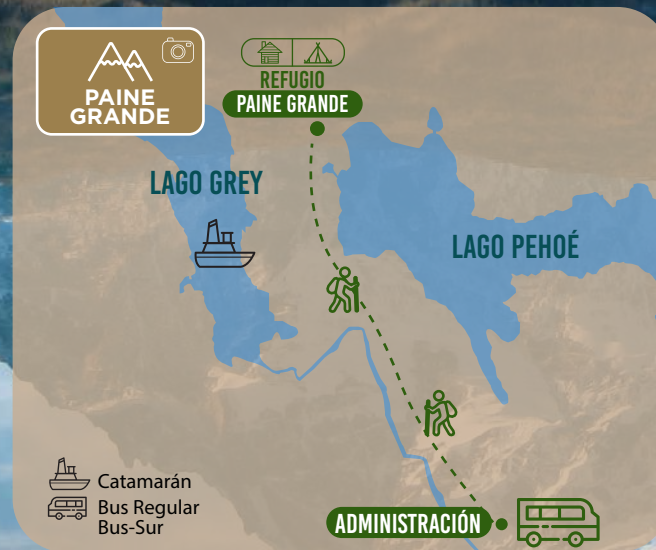 PAINE
GRANDE
REFUGIO
PAINE GRANDE
LAGO GREY
LAGO PEHOÉ
Catamarán
Bus Regular
Bus-Sur
ADMINISTRACIÓN